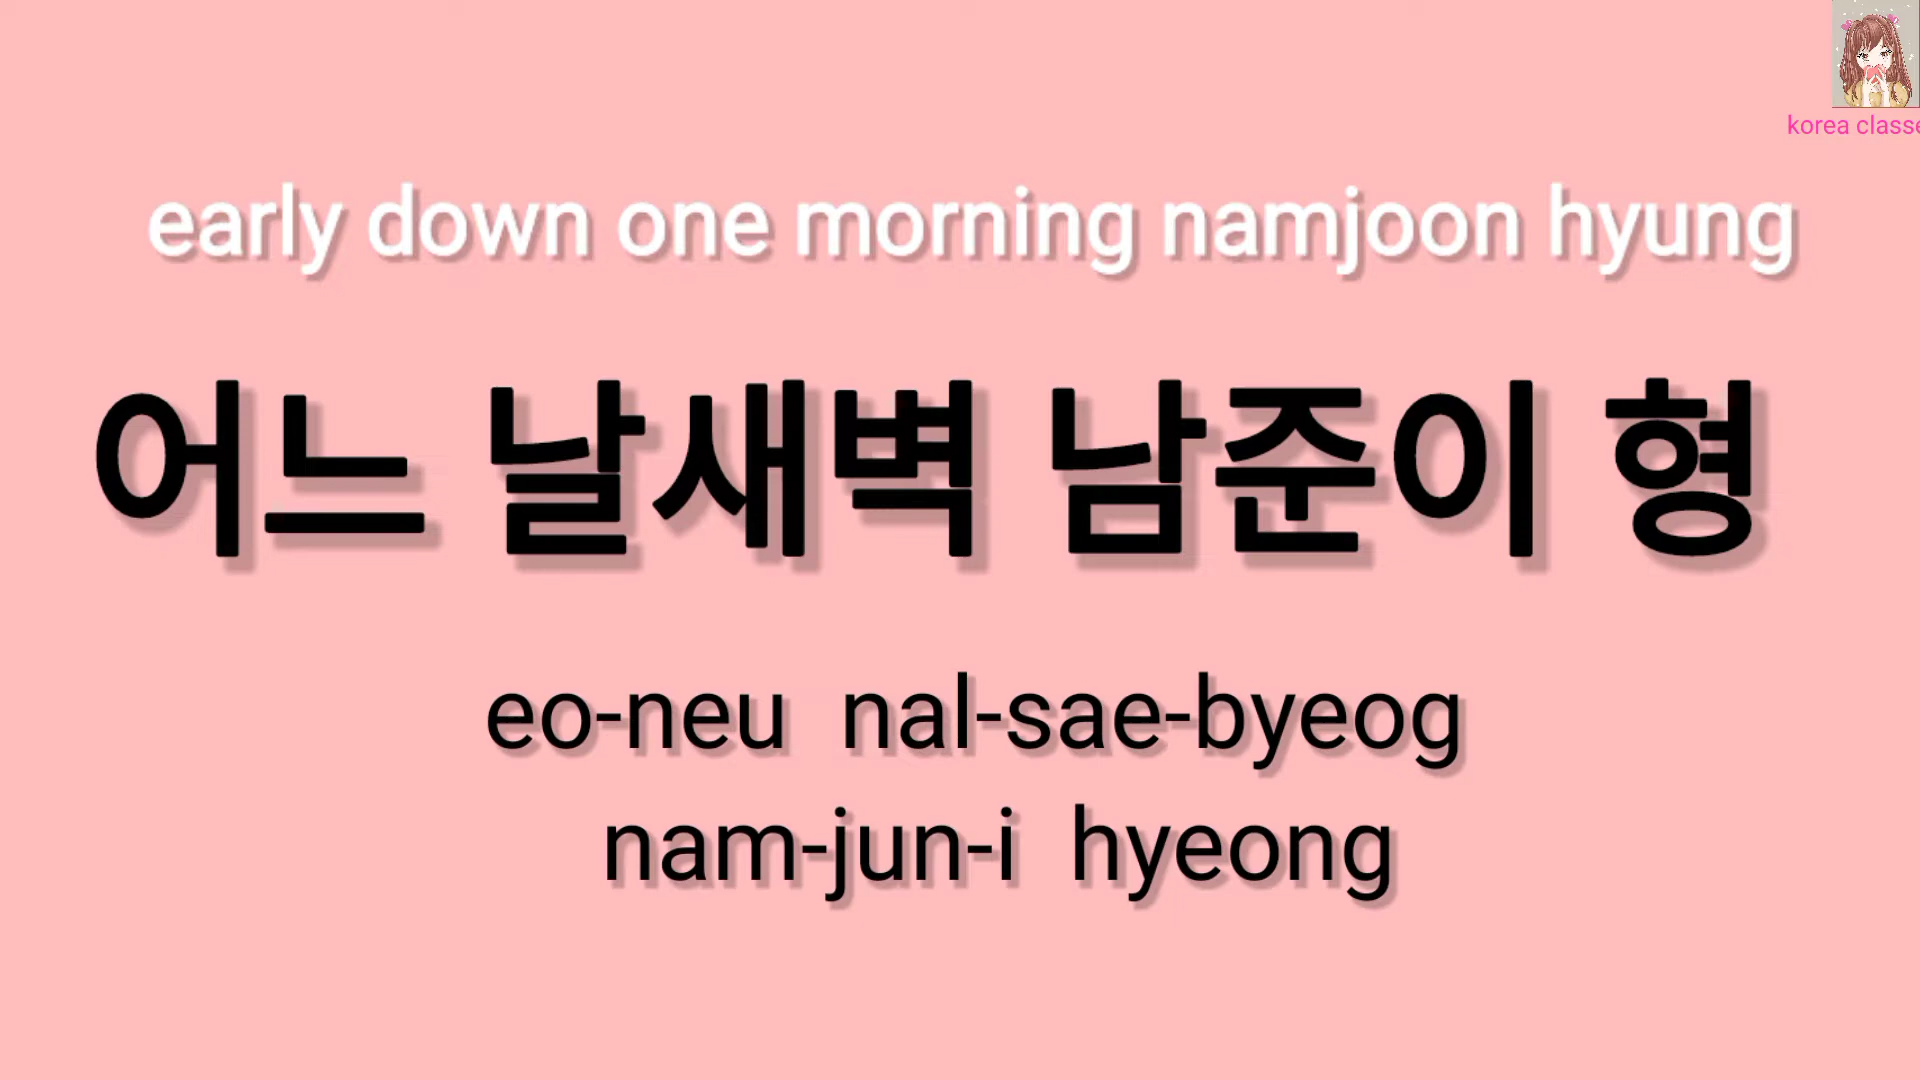 korea classe
early down one morning namjoon hyung
어느 날새벽 남준이 형
eo-neu nal-sae-byeog
nam-jun-i hyeong